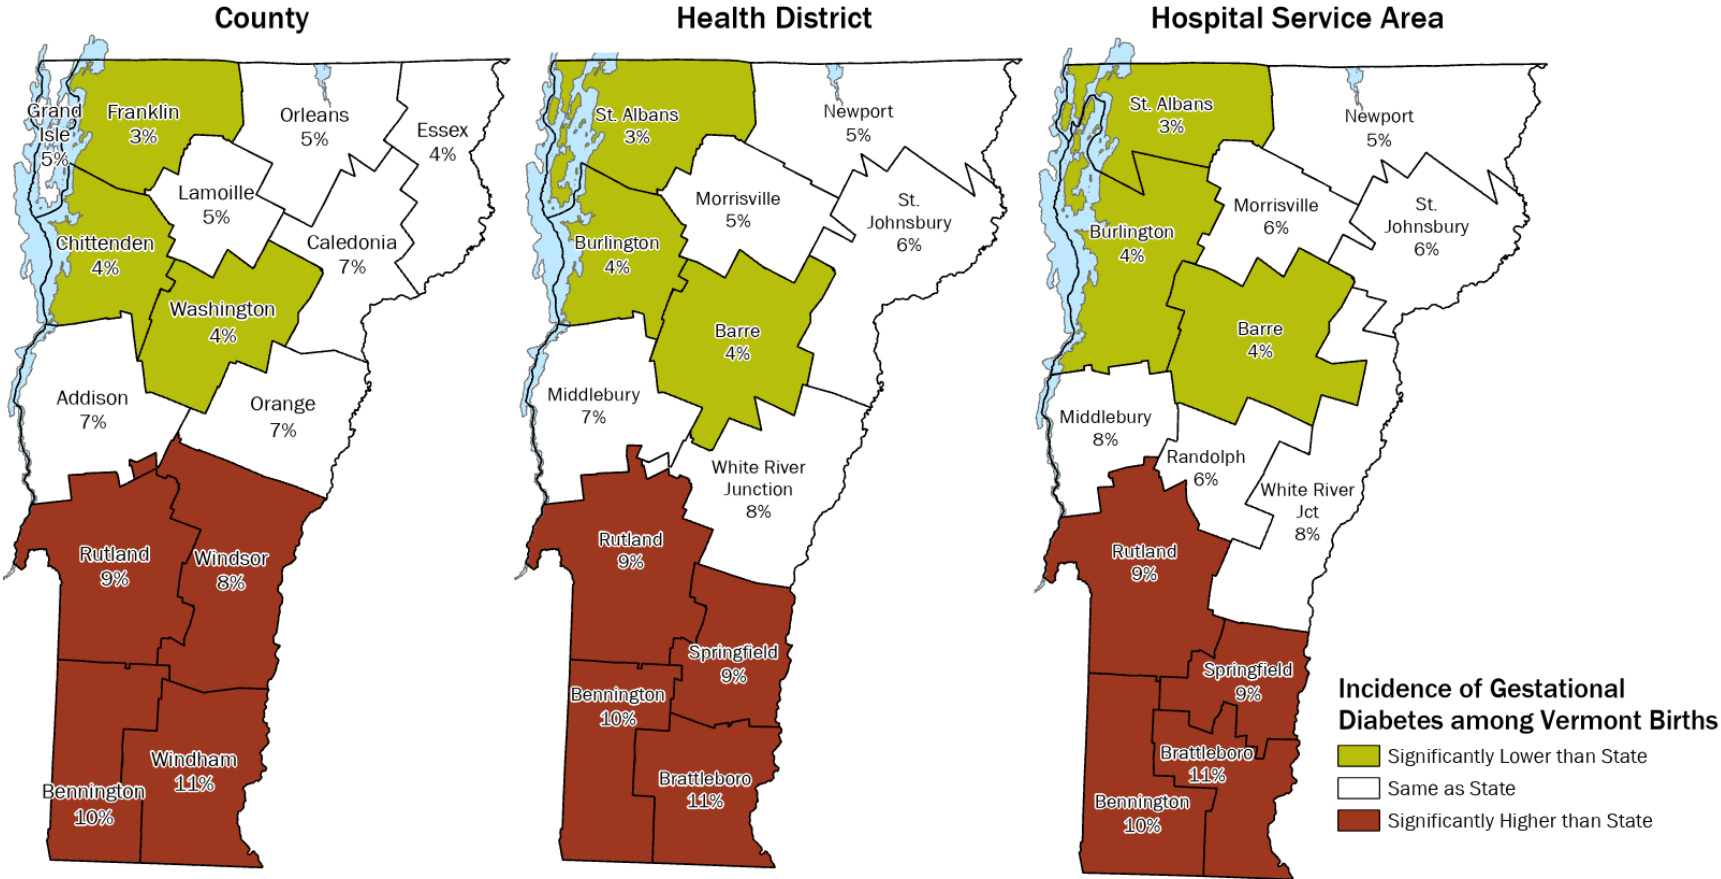 County
Health District
Hospital Service Area
Grand
Isle
5%
Franklin
3%
Orleans
5%
Essex
4%
Lamoille
5%
Chittenden
4%
Caledonia
7%
Washington
4%
Addison
7%
Orange
7%
Rutland
9%
Windsor
8%
Windham
11%
Bennington
10%
St. Albans
3%
Newport
5%
Morrisville
5%
St.
Johnsbury
6%
Burlington
4%
Barre
4%
Middlebury
7%
White River
Junction
8%
Rutland
9%
Springfield
9%
Bennington
10%
Brattleboro
11%
St. Albans
3%
Newport
5%
Morrisville
6%
St.
Johnsbury
6%
Burlington
4%
Barre
4%
Middlebury
8%
Randolph
6%
White River
Jct
8%
Rutland
9%
Springfield
9%
Brattleboro
11%
Bennington
10%
Incidence of Gestational
Diabetes among Vermont Births
Significantly Lower than State
Same as State
Significantly Higher than State